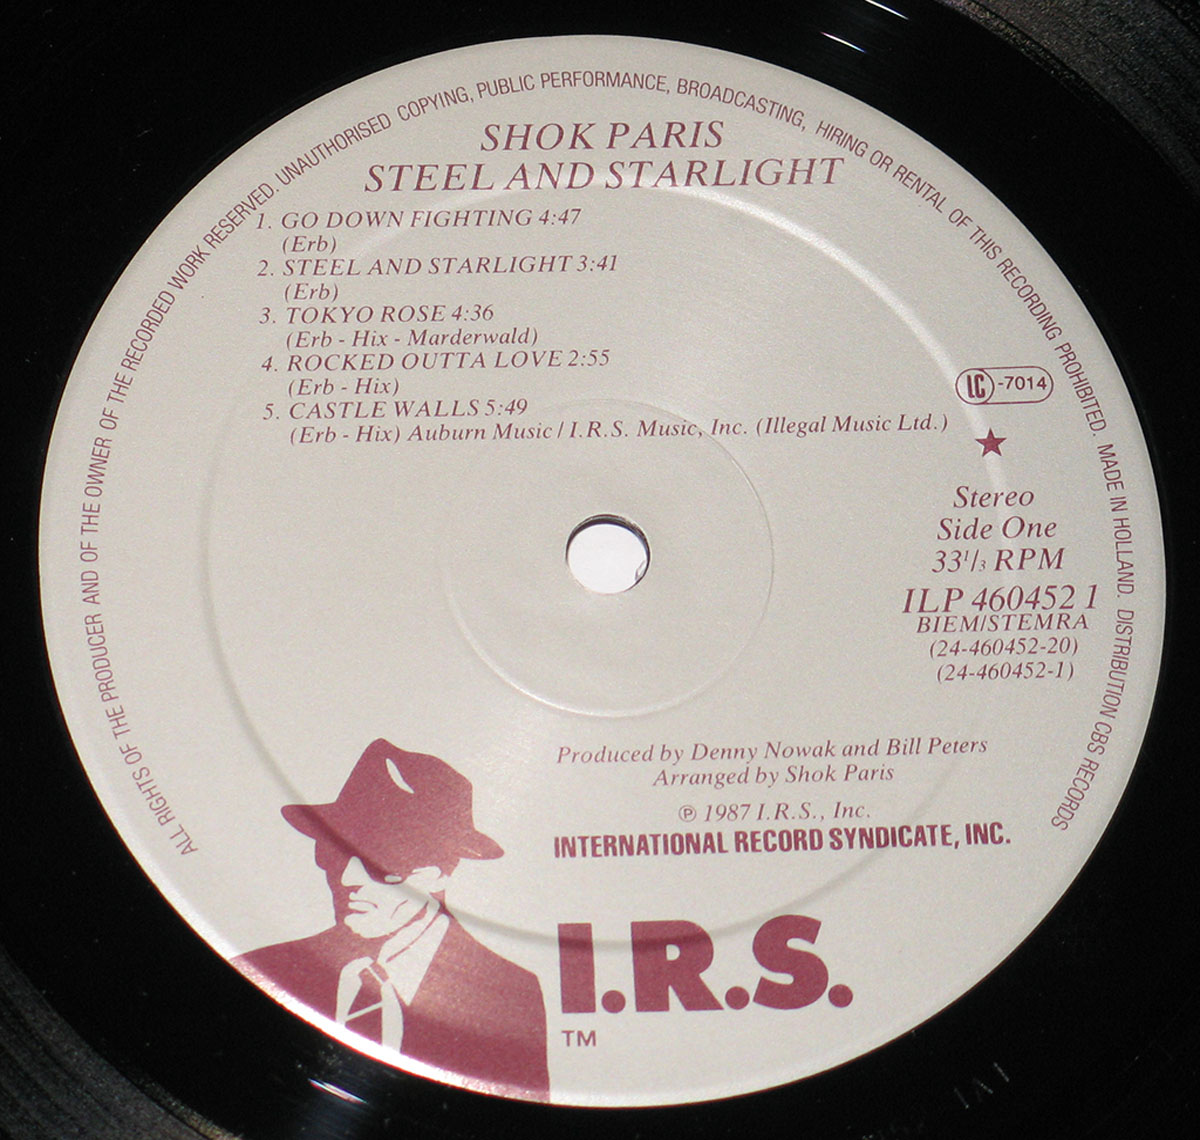 ALL RIGHTS OF THE PRODUCER AND OF THE OWNER OF THE RECORDED WORK RESERVED. UNAUTHORISED COPYING, PUBLIC PERFORMANCE, BROADCASTING, HIRING OR RENTAL OF THIS RECORDING PROHIBITED. MADE IN HOLLAND. DISTRIBUTION CBS RECORDS
SHOK PARIS
STEEL AND STARLIGHT
1. GO DOWN FIGHTING 4:47
(Erb)
2. STEEL AND STARLIGHT 3:41
(Erb)
3. TOKYO ROSE 4:36
(Erb - Hix - Marderwald)
4. ROCKED OUTTA LOVE 2:55
(Erb - Hix)
5. CASTLE WALLS 5:49
(Erb - Hix) Auburn Music / I.R.S. Music, Inc. (Illegal Music Ltd.)
LC -7014
Stereo
Side One
33 1/3 RPM
ILP 460452 1
BIEM/STEMRA
(24-460452-20)
(24-460452-1)
Produced by Denny Nowak and Bill Peters
Arranged by Shok Paris
℗ 1987 I.R.S., Inc.
INTERNATIONAL RECORD SYNDICATE, INC.
I.R.S.
TM